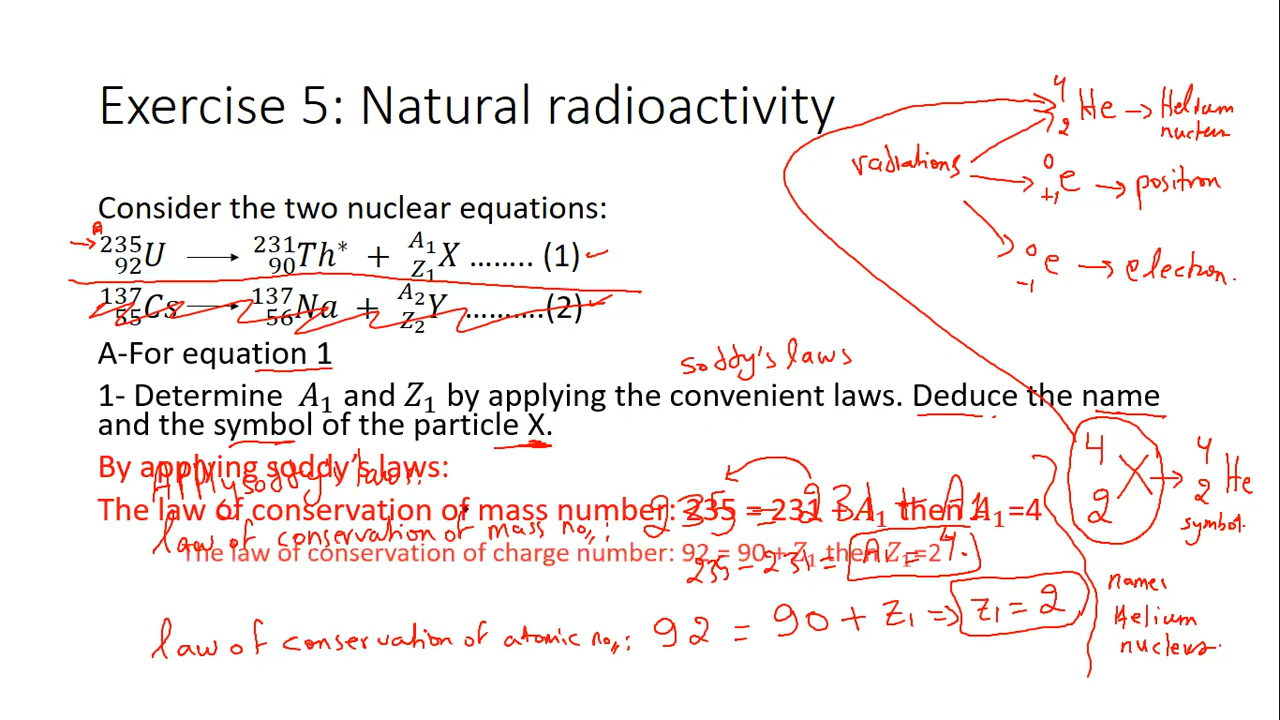 Exercise 5: Natural radioactivity
⁴₂He → Helium
nucleus
radiations
⁰₊₁e → positron
⁰₋₁e → electron.
Consider the two nuclear equations:
A
→ ²³⁵₉₂U ⟶ ²³¹₉₀Th* + ᴬ¹Z₁X ........ (1) ✓
¹³⁷₅₅Cs ⟶ ¹³⁷₅₆Na + ᴬ²Z₂Y ..........(2) ✓
A-For equation 1
soddy's laws
1- Determine A₁ and Z₁ by applying the convenient laws. Deduce the name
and the symbol of the particle X.
⁴₂X → ⁴₂He
symbol.
By applying soddy's laws:
Apply soddy's laws:
The law of conservation of mass number: 235 = 231 + A₁ then A₁=4
law of conservation of mass no,,: 235 = 231 + A₁
The law of conservation of charge number: 92 = 90 + Z₁ then Z₁=2
235 - 231 = A₁ = 4.
law of conservation of atomic no,,: 92 = 90 + Z₁ ⇒ Z₁ = 2
name:
Helium
nucleus.